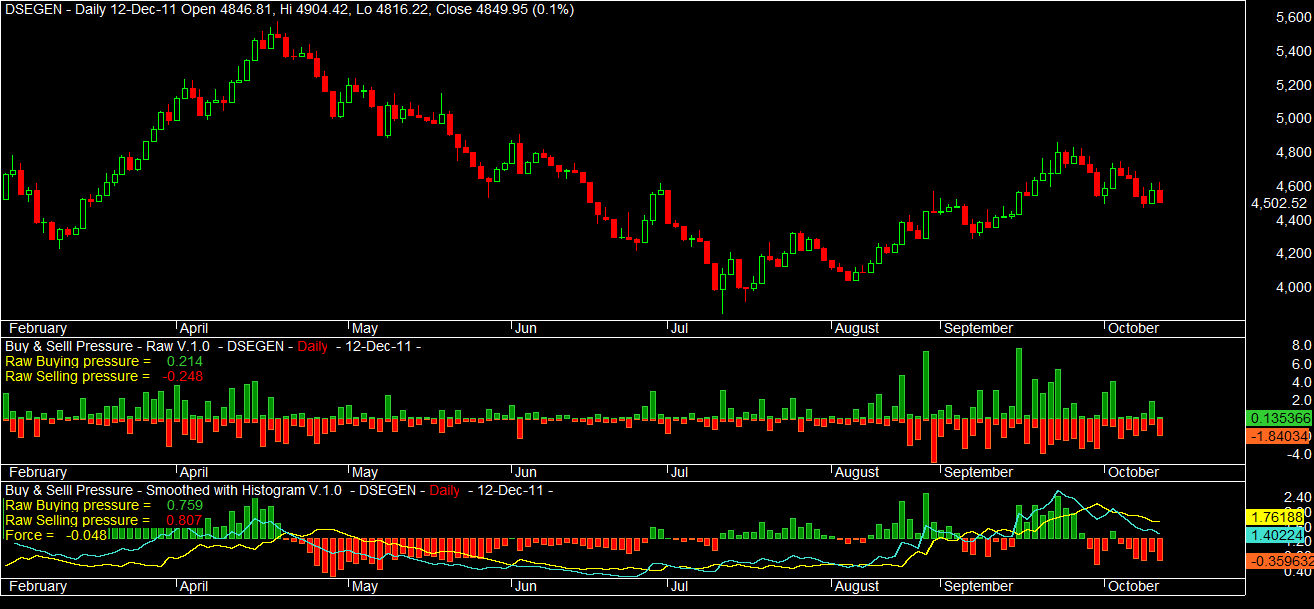 DSEGEN - Daily 12-Dec-11 Open 4846.81, Hi 4904.42, Lo 4816.22, Close 4849.95 (0.1%)
5,600
5,400
5,200
5,000
4,800
4,600
4,502.52
4,400
4,200
4,000
February April May Jun Jul August September October
Buy & Selll Pressure - Raw V.1.0 - DSEGEN - Daily - 12-Dec-11 -
Raw Buying pressure = 0.214
Raw Selling pressure = -0.248
8.0
6.0
4.0
2.0
0.135366
-1.84034
-4.0
February April May Jun Jul August September October
Buy & Selll Pressure - Smoothed with Histogram V.1.0 - DSEGEN - Daily - 12-Dec-11 -
Raw Buying pressure = 0.759
Raw Selling pressure = 0.807
Force = -0.048
2.40
1.76188
1.40224
-0.359632
0.40
February April May Jun Jul August September October